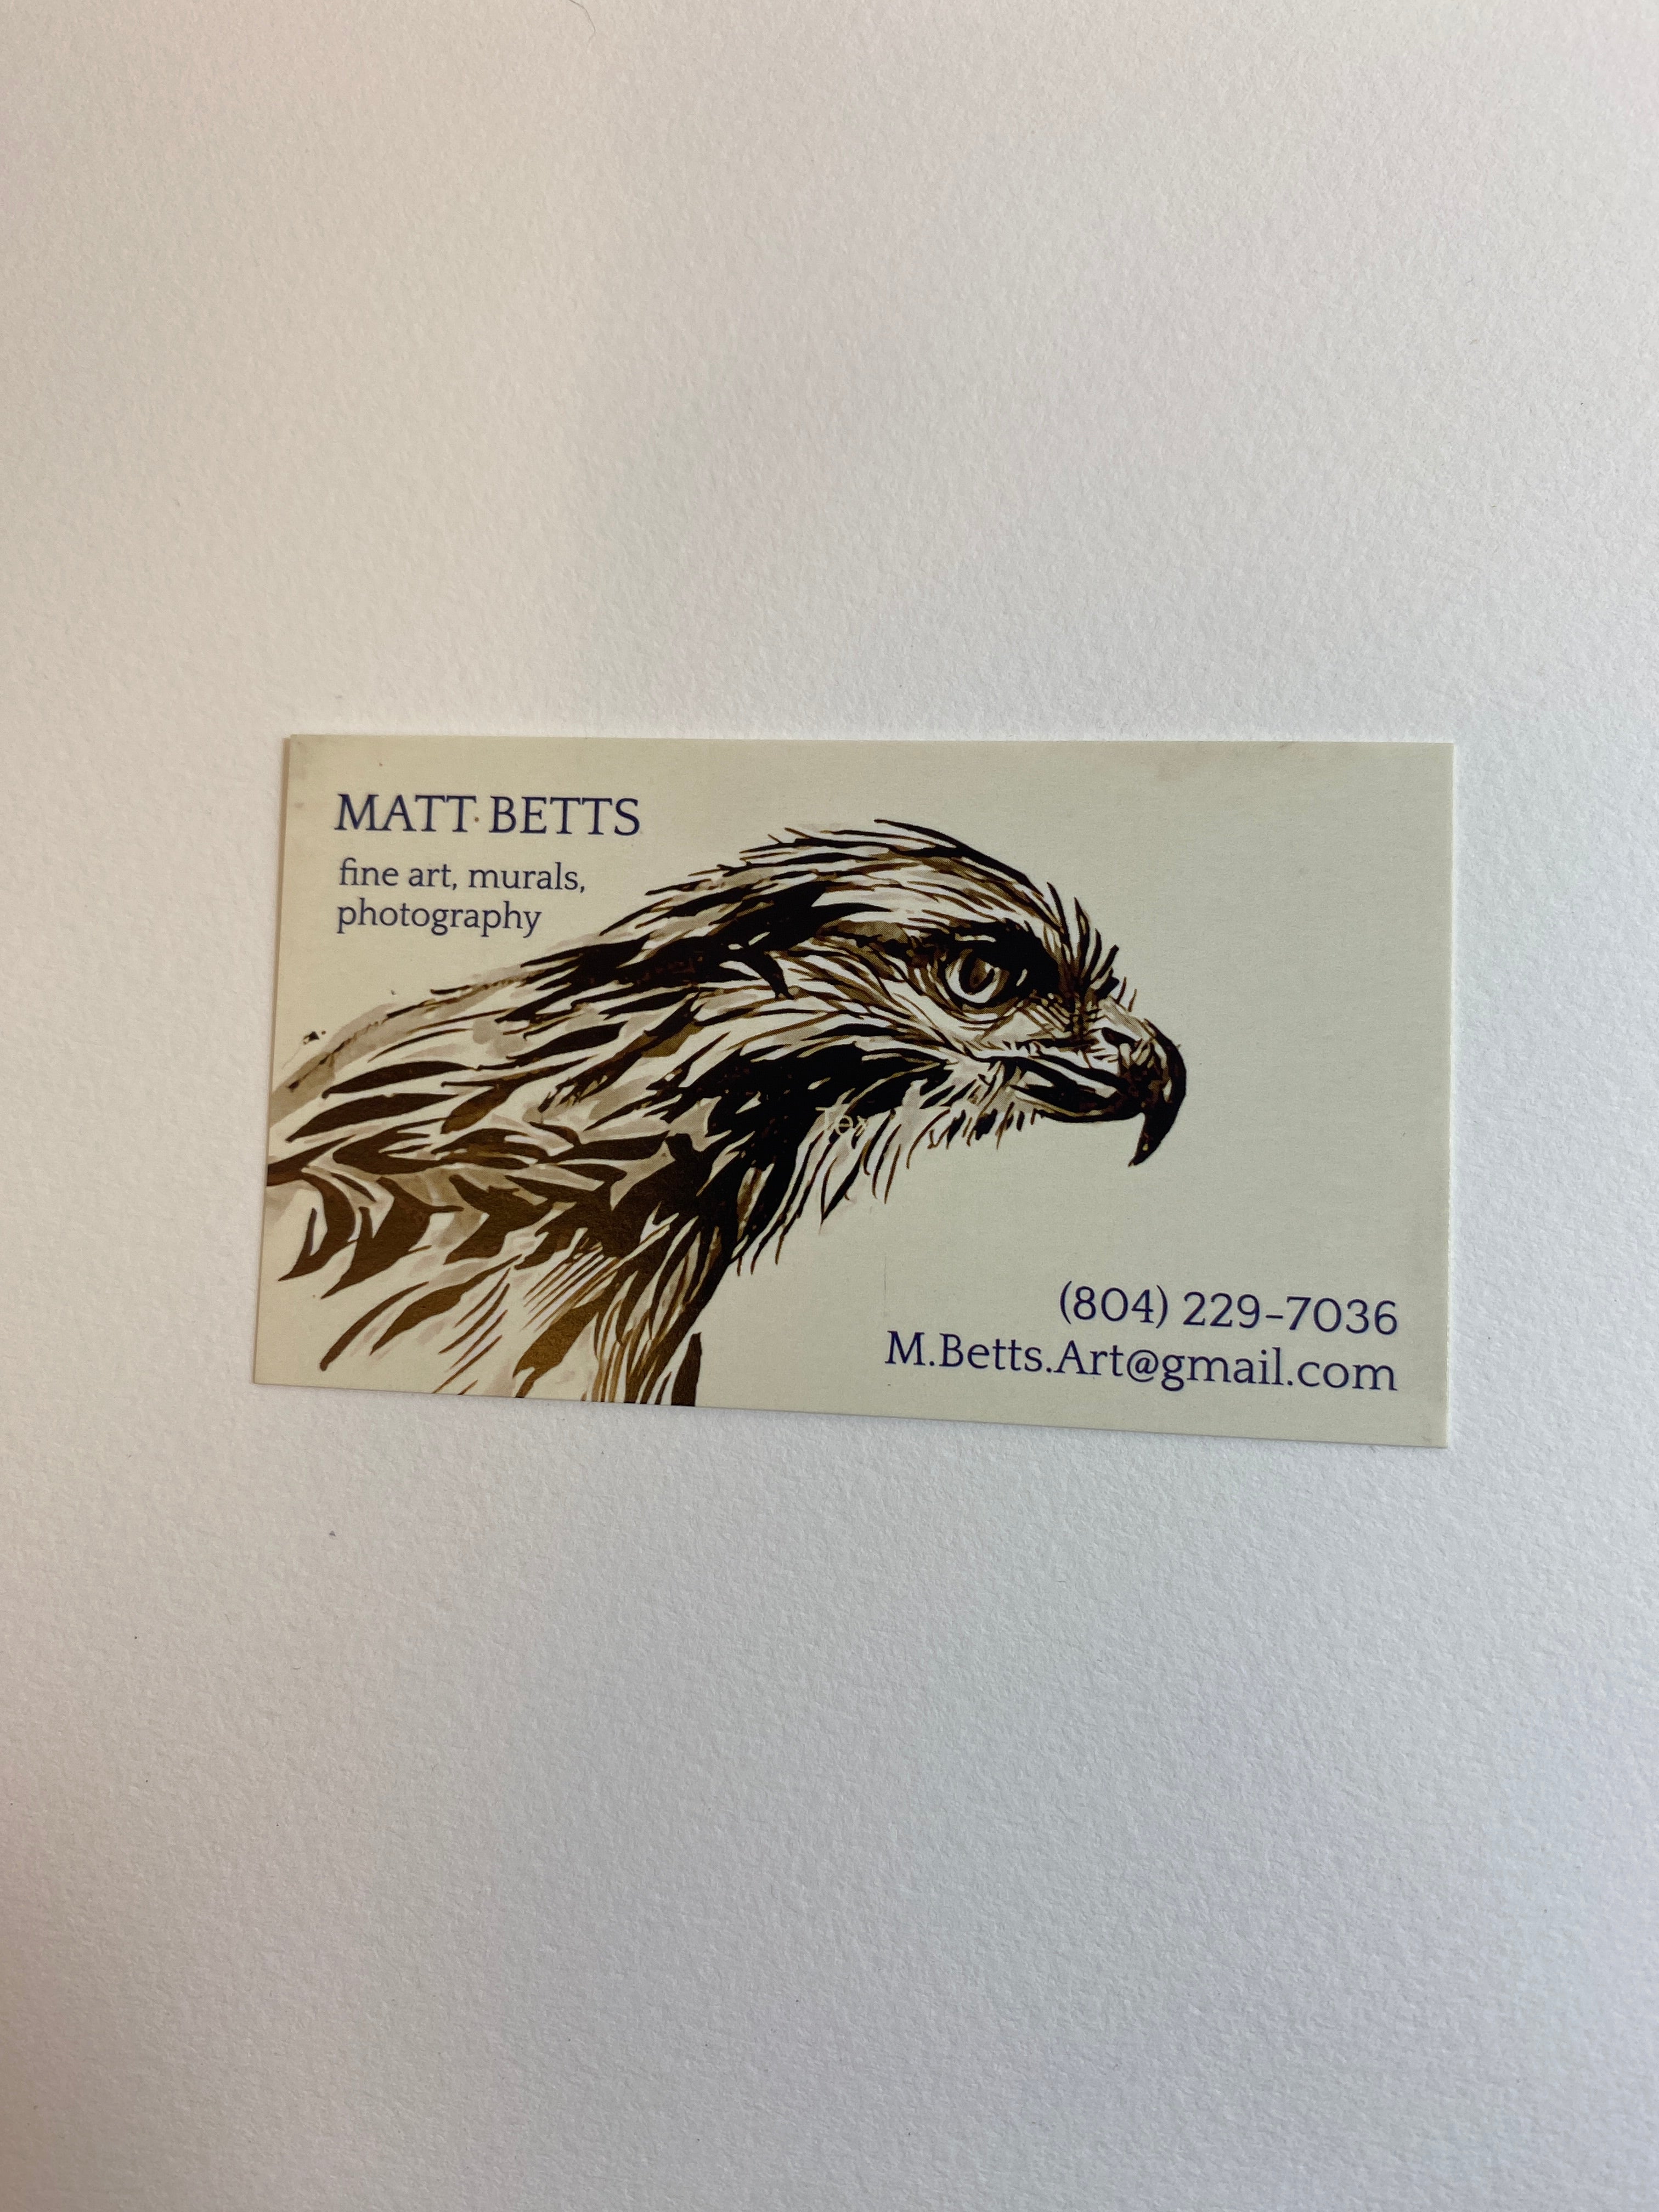 MATT BETTS
fine art, murals,
photography
(804) 229-7036
M.Betts.Art@gmail.com